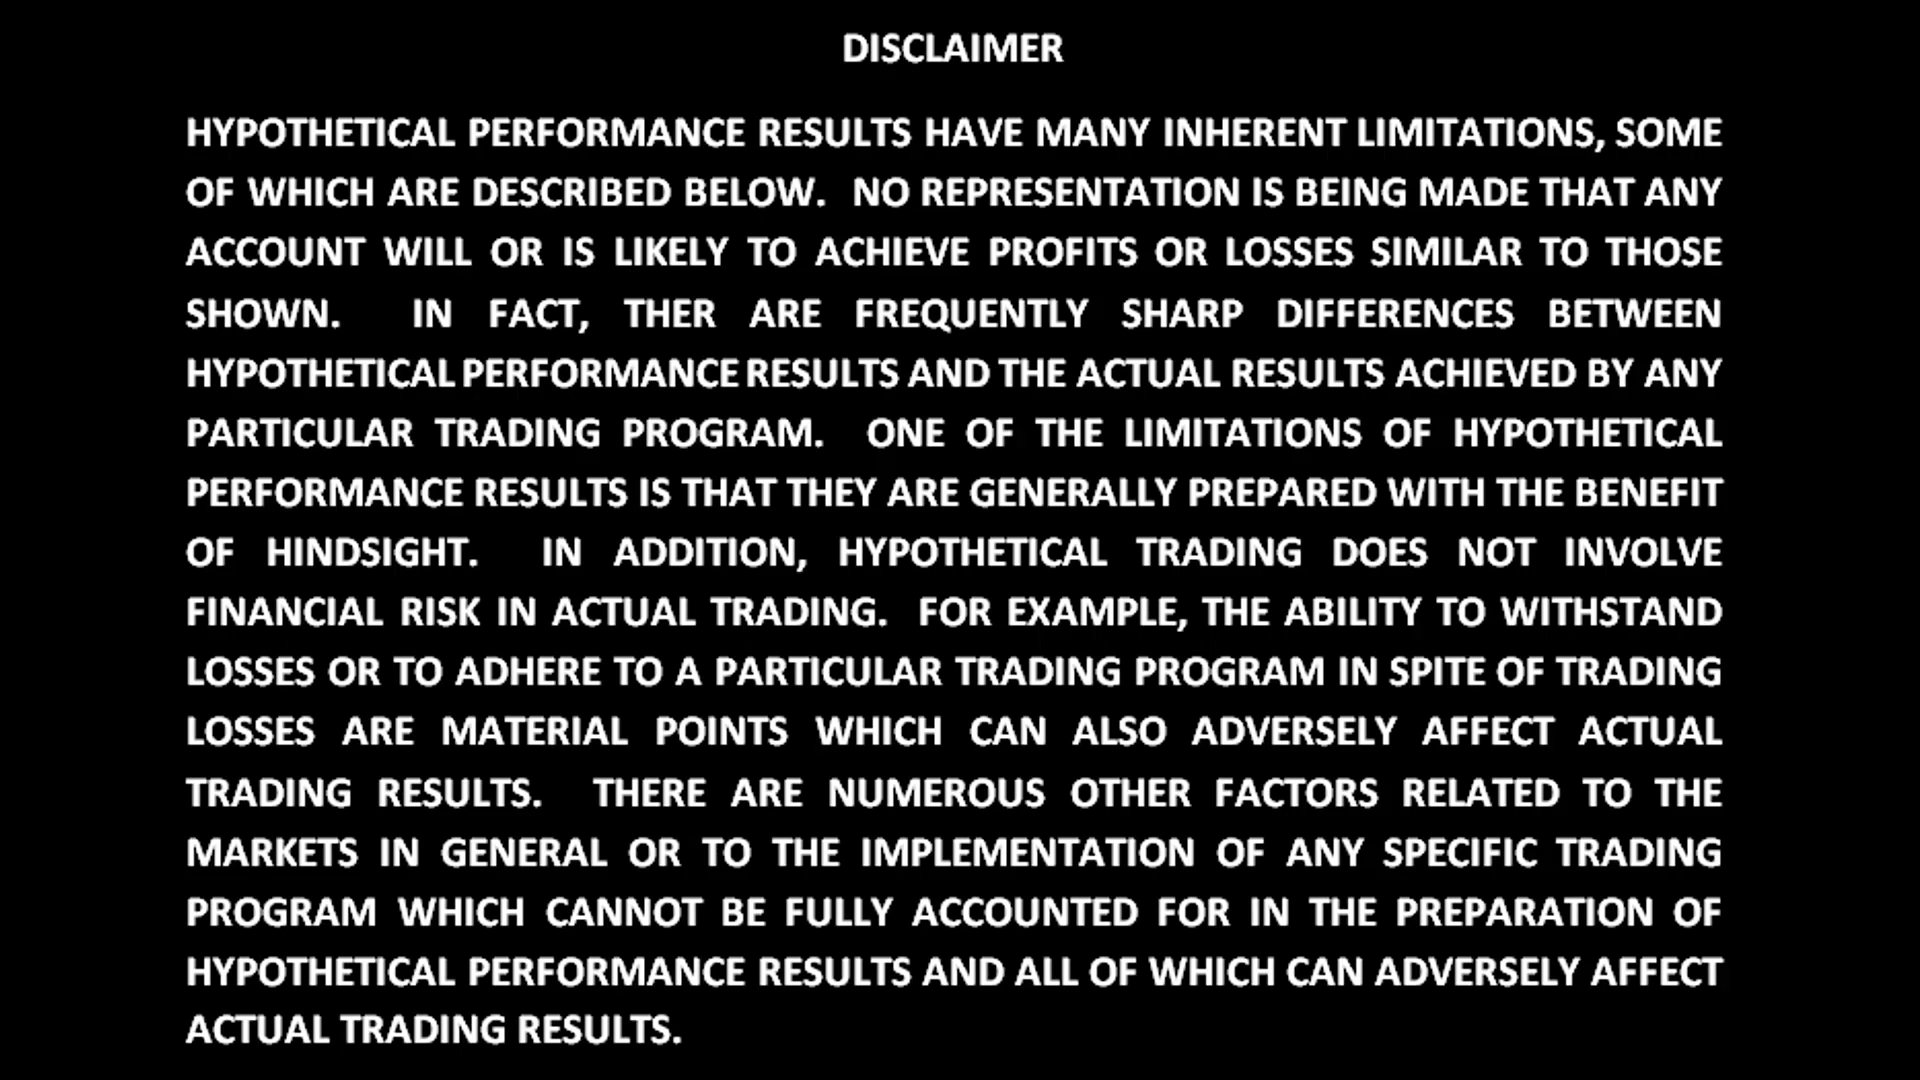 DISCLAIMER
HYPOTHETICAL PERFORMANCE RESULTS HAVE MANY INHERENT LIMITATIONS, SOME
OF WHICH ARE DESCRIBED BELOW.  NO REPRESENTATION IS BEING MADE THAT ANY
ACCOUNT WILL OR IS LIKELY TO ACHIEVE PROFITS OR LOSSES SIMILAR TO THOSE
SHOWN.  IN FACT, THER ARE FREQUENTLY SHARP DIFFERENCES BETWEEN
HYPOTHETICAL PERFORMANCE RESULTS AND THE ACTUAL RESULTS ACHIEVED BY ANY
PARTICULAR TRADING PROGRAM.  ONE OF THE LIMITATIONS OF HYPOTHETICAL
PERFORMANCE RESULTS IS THAT THEY ARE GENERALLY PREPARED WITH THE BENEFIT
OF HINDSIGHT.  IN ADDITION, HYPOTHETICAL TRADING DOES NOT INVOLVE
FINANCIAL RISK IN ACTUAL TRADING.  FOR EXAMPLE, THE ABILITY TO WITHSTAND
LOSSES OR TO ADHERE TO A PARTICULAR TRADING PROGRAM IN SPITE OF TRADING
LOSSES ARE MATERIAL POINTS WHICH CAN ALSO ADVERSELY AFFECT ACTUAL
TRADING RESULTS.  THERE ARE NUMEROUS OTHER FACTORS RELATED TO THE
MARKETS IN GENERAL OR TO THE IMPLEMENTATION OF ANY SPECIFIC TRADING
PROGRAM WHICH CANNOT BE FULLY ACCOUNTED FOR IN THE PREPARATION OF
HYPOTHETICAL PERFORMANCE RESULTS AND ALL OF WHICH CAN ADVERSELY AFFECT
ACTUAL TRADING RESULTS.